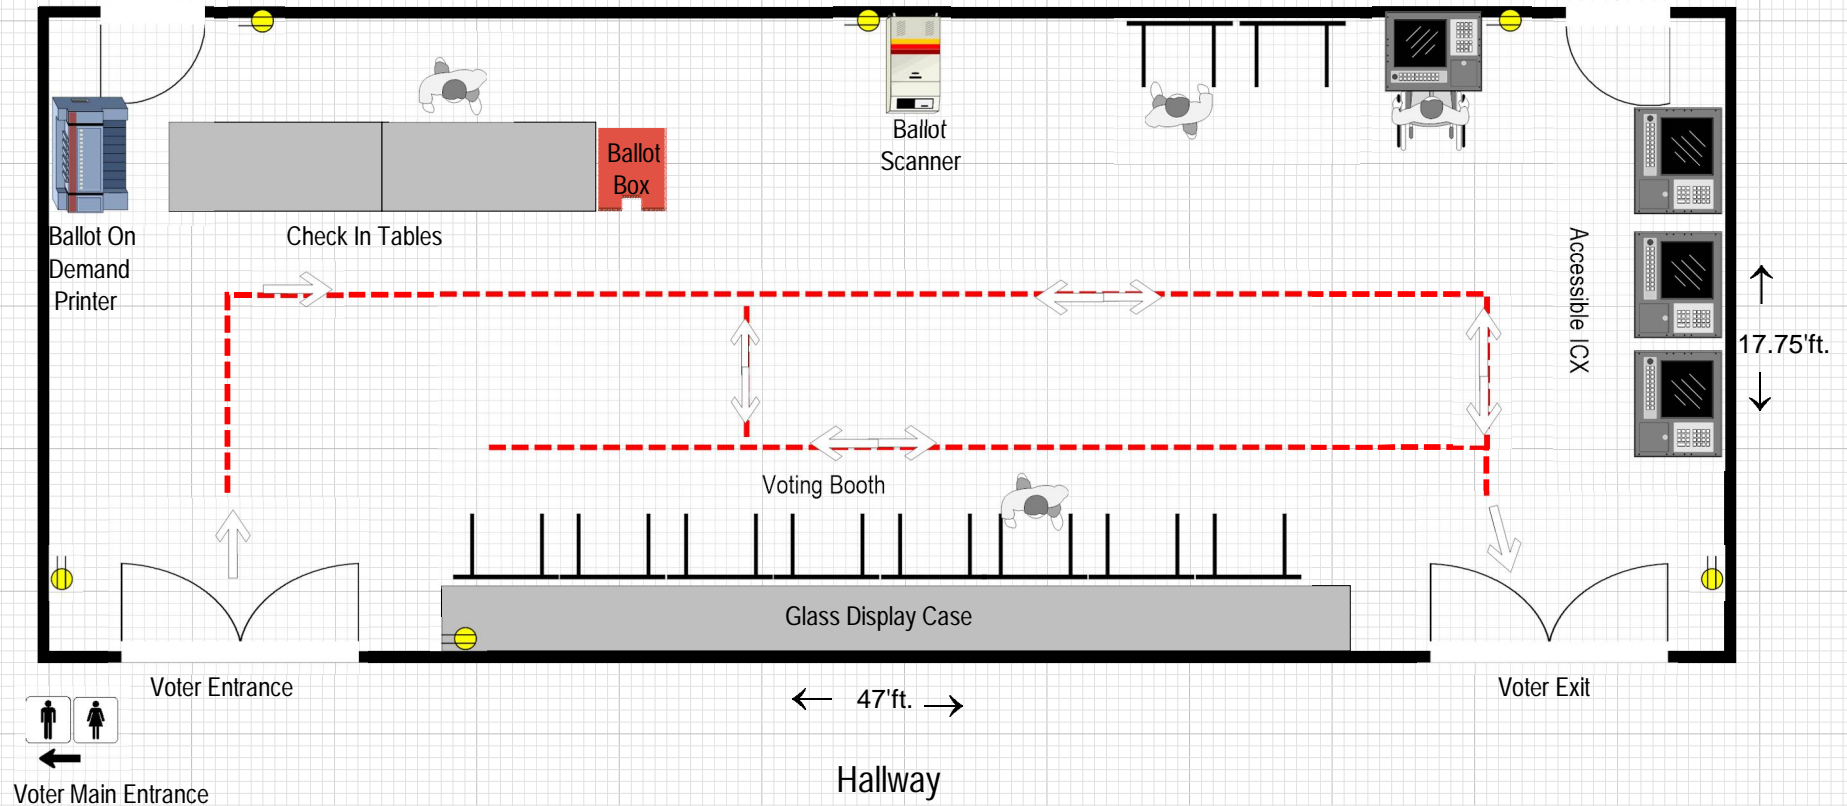 Ballot
Scanner
Ballot
Box
Ballot On
Demand
Printer
Check In Tables
Accessible ICX
17.75'ft.
Voting Booth
Glass Display Case
Voter Entrance
47'ft.
Voter Exit
Hallway
Voter Main Entrance